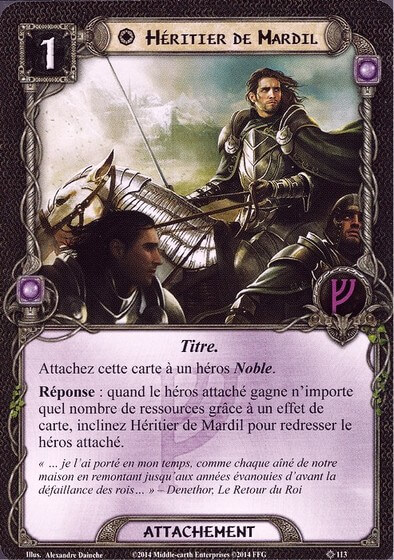 1
HÉRITIER DE MARDIL
Titre.
Attachez cette carte à un héros Noble.
Réponse : quand le héros attaché gagne n'importe
quel nombre de ressources grâce à un effet de
carte, inclinez Héritier de Mardil pour redresser le
héros attaché.
« ... je l'ai porté en mon temps, comme chaque aîné de notre
maison en remontant jusqu'aux années évanouies d'avant la
défaillance des rois... » – Denethor, Le Retour du Roi
ATTACHEMENT
Illus. Alexandre Dainche
©2014 Middle-earth Enterprises ©2014 FFG
113